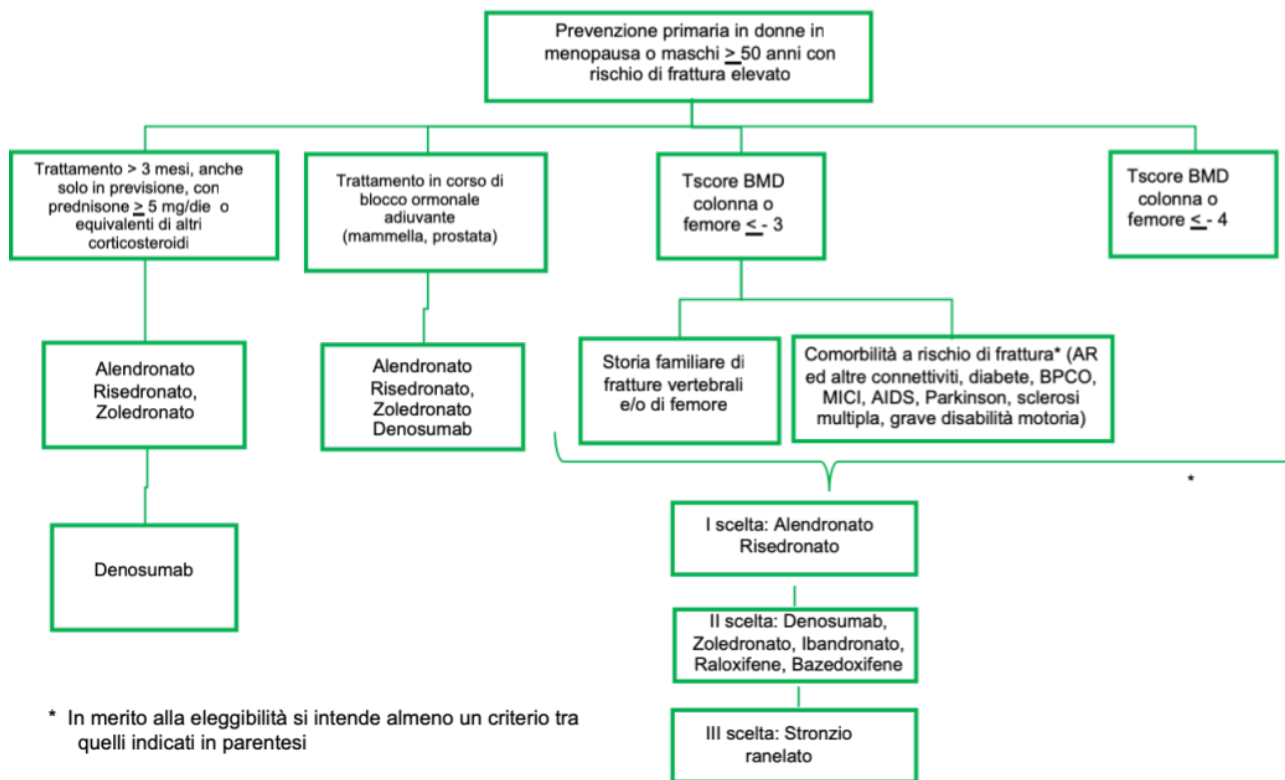 Prevenzione primaria in donne in
menopausa o maschi > 50 anni con
rischio di frattura elevato
Trattamento > 3 mesi, anche
solo in previsione, con
prednisone > 5 mg/die o
equivalenti di altri
corticosteroidi
Trattamento in corso di
blocco ormonale
adiuvante
(mammella, prostata)
Tscore BMD
colonna o
femore < - 3
Tscore BMD
colonna o
femore < - 4
Alendronato
Risedronato,
Zoledronato
Alendronato
Risedronato,
Zoledronato
Denosumab
Storia familiare di
fratture vertebrali
e/o di femore
Comorbilità a rischio di frattura* (AR
ed altre connettiviti, diabete, BPCO,
MICI, AIDS, Parkinson, sclerosi
multipla, grave disabilità motoria)
*
Denosumab
I scelta: Alendronato
Risedronato
II scelta: Denosumab,
Zoledronato, Ibandronato,
Raloxifene, Bazedoxifene
III scelta: Stronzio
ranelato
* In merito alla eleggibilità si intende almeno un criterio tra
quelli indicati in parentesi